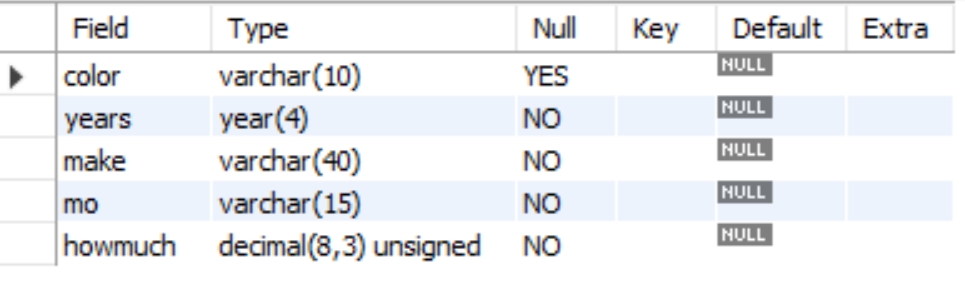 Field Type Null Key Default Extra
color varchar(10) YES NULL
years year(4) NO NULL
make varchar(40) NO NULL
mo varchar(15) NO NULL
howmuch decimal(8,3) unsigned NO NULL